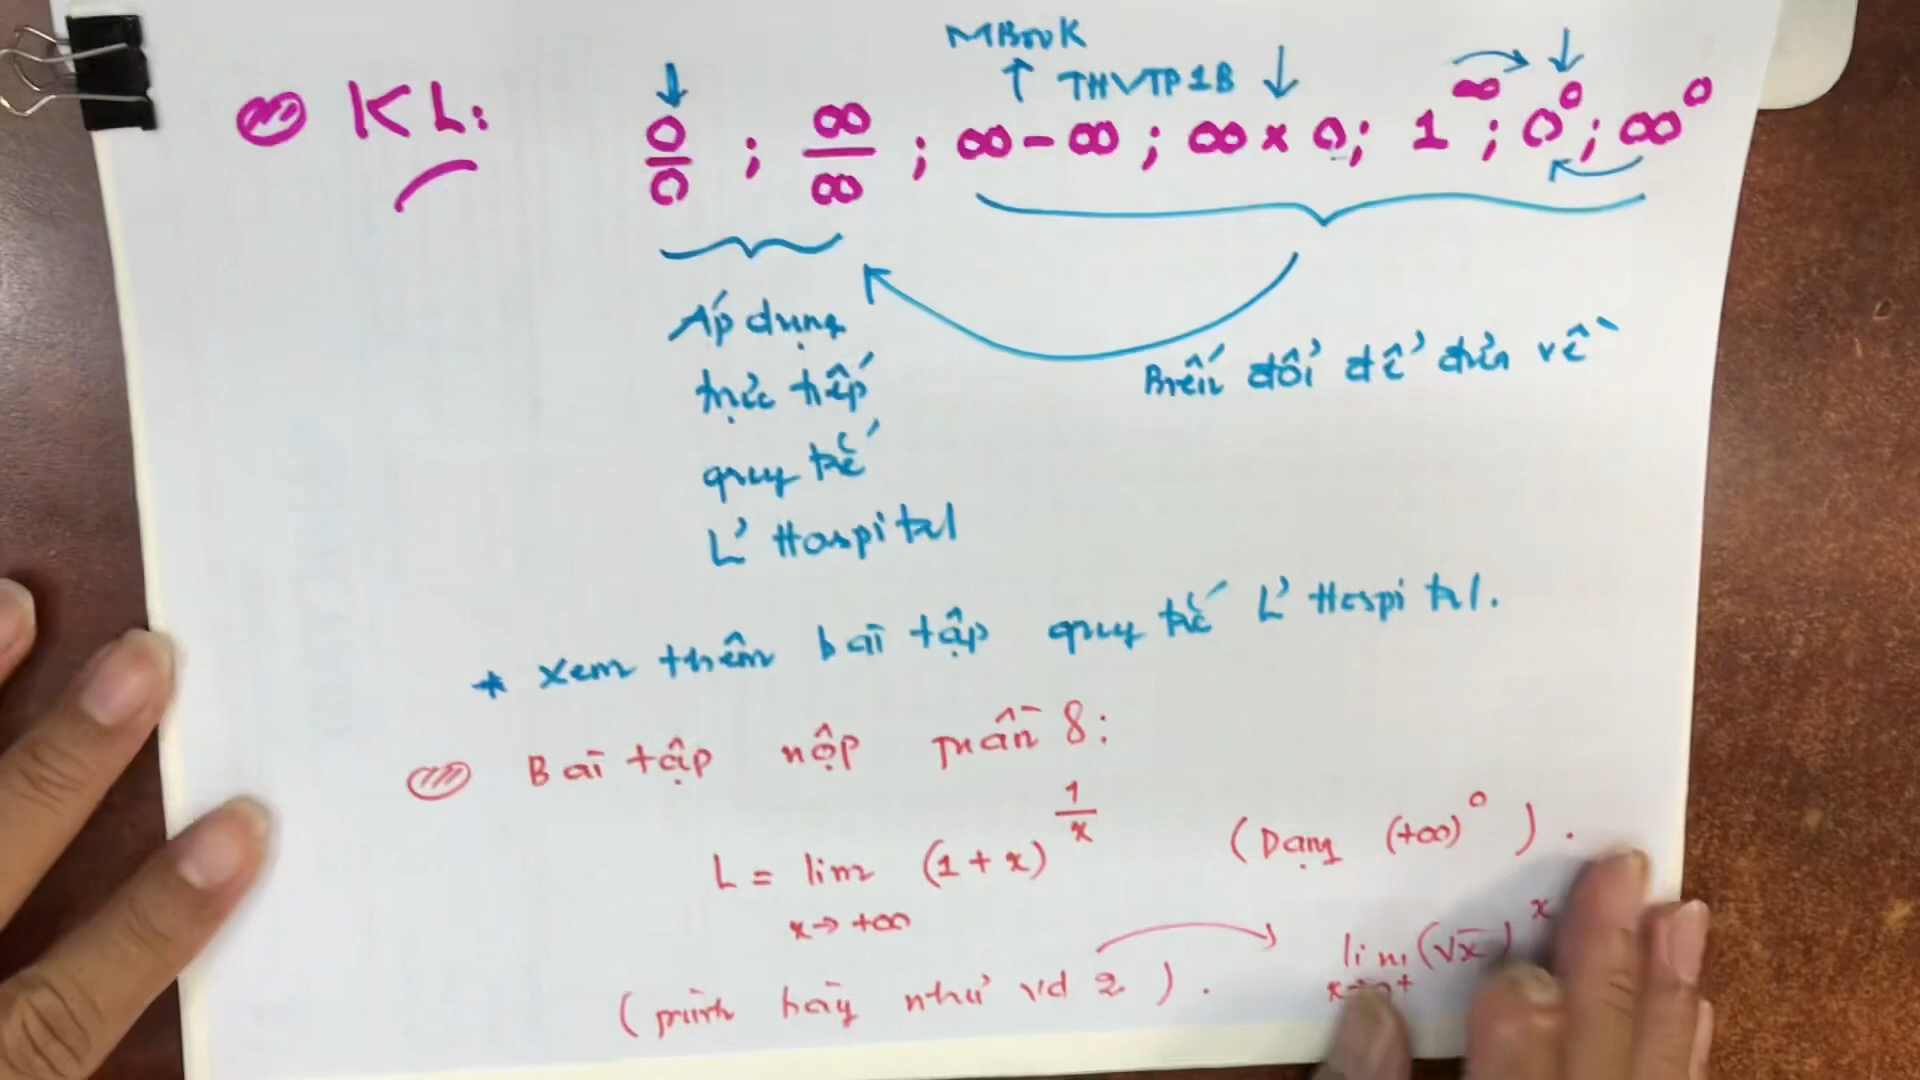 MBook
↑ THVTP1B ↓
KL: 0/0 ; ∞/∞ ; ∞ - ∞ ; ∞ x 0 ; 1^∞ ; 0^0 ; ∞^0
Áp dụng
trực tiếp
quy tắc
L'Hospital
Biến đổi để đưa về
* Xem thêm bài tập quy tắc L'Hospital.
Bài tập nộp tuần 8:
L = lim (1 + x)^(1/x) (Dạng (+∞)^0).
x→ +∞
(trình bày như vd 2). → lim (√x)^x